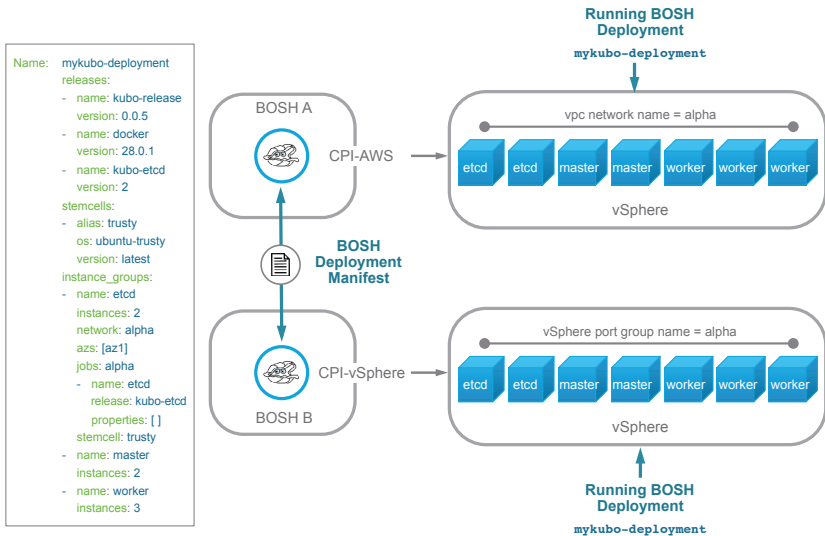 Name: mykubo-deployment
releases:
- name: kubo-release
version: 0.0.5
- name: docker
version: 28.0.1
- name: kubo-etcd
version: 2
stemcells:
- alias: trusty
os: ubuntu-trusty
version: latest
instance_groups:
- name: etcd
instances: 2
network: alpha
azs: [az1]
jobs: alpha
- name: etcd
release: kubo-etcd
properties: [ ]
stemcell: trusty
- name: master
instances: 2
- name: worker
instances: 3
BOSH A
CPI-AWS
BOSH
Deployment
Manifest
CPI-vSphere
BOSH B
Running BOSH
Deployment
mykubo-deployment
vpc network name = alpha
etcd etcd master master worker worker worker
vSphere
vSphere port group name = alpha
etcd etcd master master worker worker worker
vSphere
Running BOSH
Deployment
mykubo-deployment